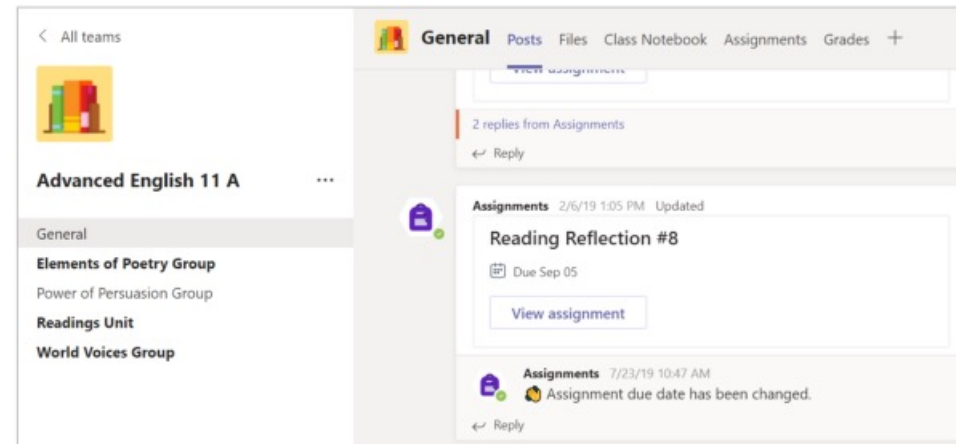 All teams
Advanced English 11 A
General
Elements of Poetry Group
Power of Persuasion Group
Readings Unit
World Voices Group
General Posts Files Class Notebook Assignments Grades
View assignment
2 replies from Assignments
Reply
Assignments 2/6/19 1:05 PM Updated
Reading Reflection #8
Due Sep 05
View assignment
Assignments 7/23/19 10:47 AM
Assignment due date has been changed.
Reply